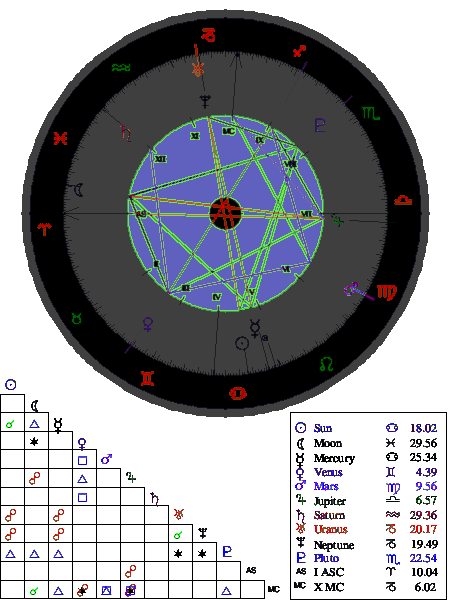 MC
IX
XI
XII
VIII
AS
VII
II
III
VI
IV
V
Sun 18.02
Moon 29.56
Mercury 25.34
Venus 4.39
Mars 9.56
Jupiter 6.57
Saturn 29.36
Uranus 20.17
Neptune 19.49
Pluto 22.54
AS I ASC 10.04
MC X MC 6.02
AS
MC